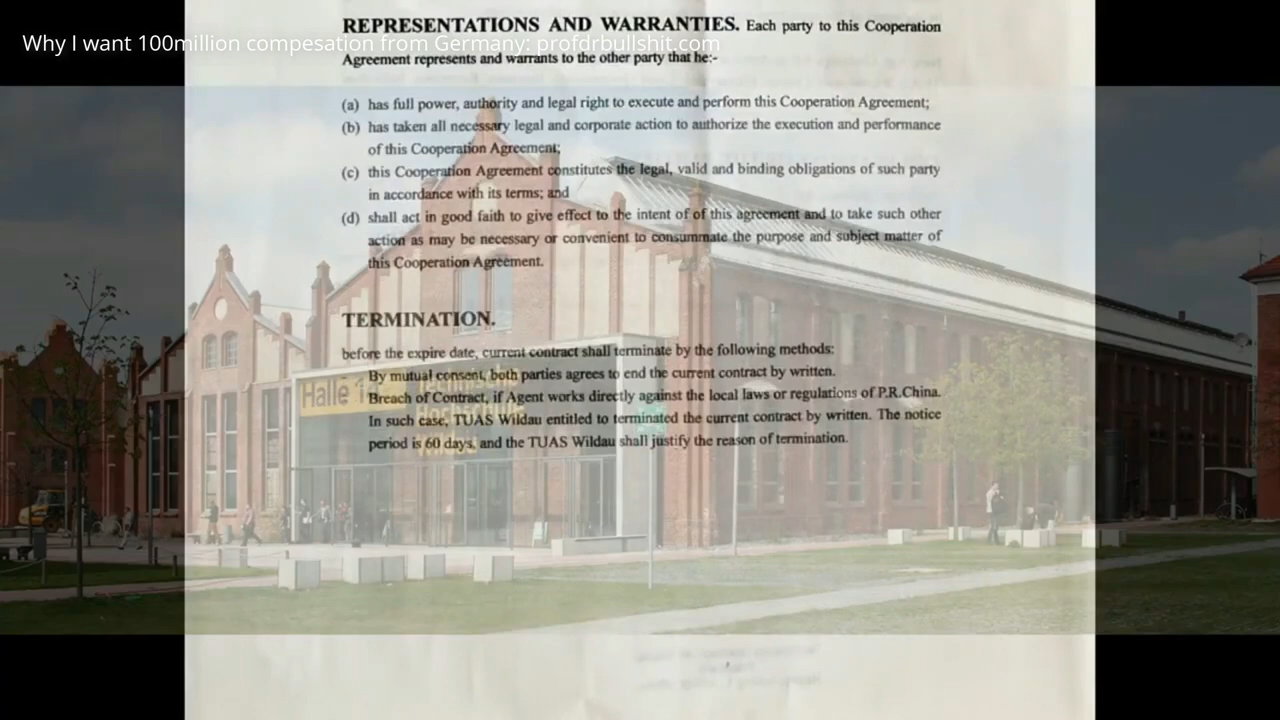 REPRESENTATIONS AND WARRANTIES. Each party to this Cooperation
Why I want 100million compesation from Germany: profdrbullshit.com
Agreement represents and warrants to the other party that he:-
(a) has full power, authority and legal right to execute and perform this Cooperation Agreement;
(b) has taken all necessary legal and corporate action to authorize the execution and performance
of this Cooperation Agreement;
(c) this Cooperation Agreement constitutes the legal, valid and binding obligations of such party
in accordance with its terms; and
(d) shall act in good faith to give effect to the intent of of this agreement and to take such other
action as may be necessary or convenient to consummate the purpose and subject matter of
this Cooperation Agreement.
TERMINATION.
before the expire date, current contract shall terminate by the following methods:
By mutual consent, both parties agrees to end the current contract by written.
Breach of Contract, if Agent works directly against the local laws or regulations of P.R.China.
In such case, TUAS Wildau entitled to terminated the current contract by written. The notice
period is 60 days, and the TUAS Wildau shall justify the reason of termination.
Halle